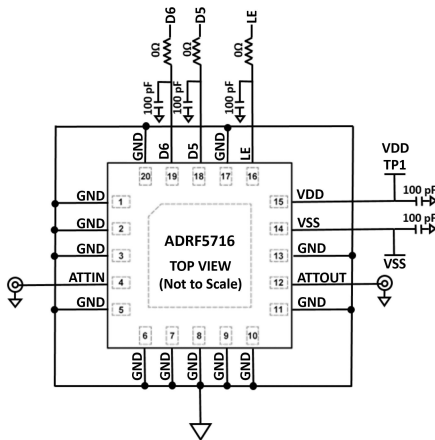 D6
D5
LE
0Ω
0Ω
0Ω
100 pF
100 pF
100 pF
GND
D6
D5
GND
LE
20
19
18
17
16
VDD
TP1
100 pF
100 pF
VSS
GND
1
GND
2
GND
3
ATTIN
4
GND
5
ADRF5716
TOP VIEW
(Not to Scale)
15
VDD
14
VSS
13
GND
12
ATTOUT
11
GND
6
7
8
9
10
GND
GND
GND
GND
GND